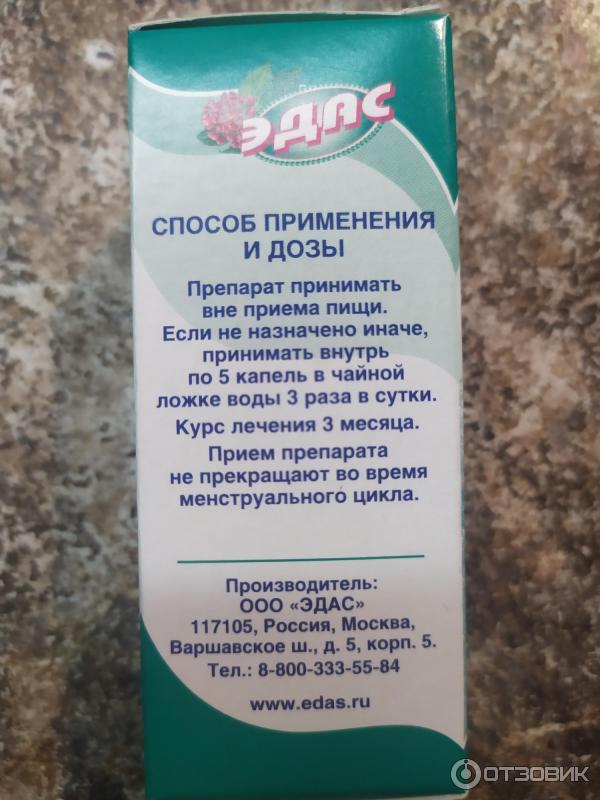 ЭДАС
СПОСОБ ПРИМЕНЕНИЯ
И ДОЗЫ
Препарат принимать
вне приема пищи.
Если не назначено иначе,
принимать внутрь
по 5 капель в чайной
ложке воды 3 раза в сутки.
Курс лечения 3 месяца.
Прием препарата
не прекращают во время
менструального цикла.
Производитель:
ООО «ЭДАС»
117105, Россия, Москва,
Варшавское ш., д. 5, корп. 5.
Тел.: 8-800-333-55-84
www.edas.ru
ОТЗОВИК